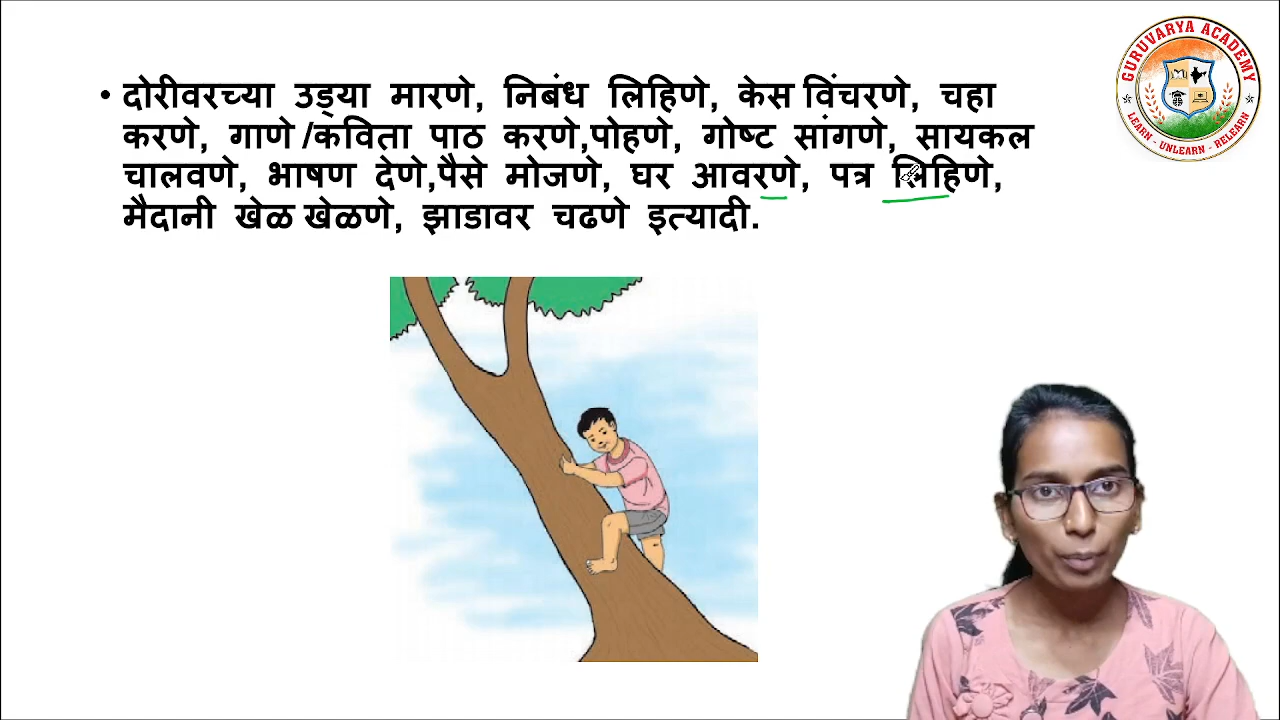 • दोरीवरच्या उड्या मारणे, निबंध लिहिणे, केस विंचरणे, चहा
करणे, गाणे /कविता पाठ करणे,पोहणे, गोष्ट सांगणे, सायकल
चालवणे, भाषण देणे,पैसे मोजणे, घर आवरणे, पत्र लिहिणे,
मैदानी खेळ खेळणे, झाडावर चढणे इत्यादी.
GURUVARYA ACADEMY
LEARN - UNLEARN - RELEARN